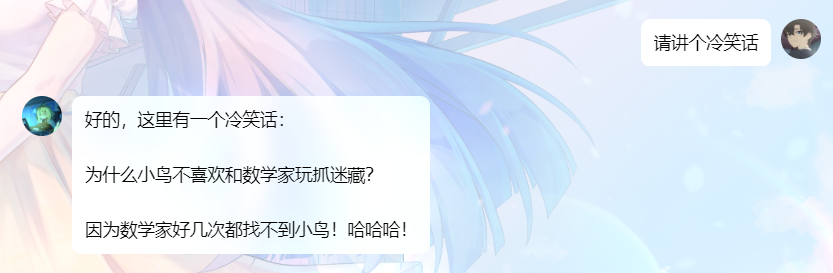 请讲个冷笑话
好的，这里有一个冷笑话：
为什么小鸟不喜欢和数学家玩抓迷藏？
因为数学家好几次都找不到小鸟！哈哈哈！